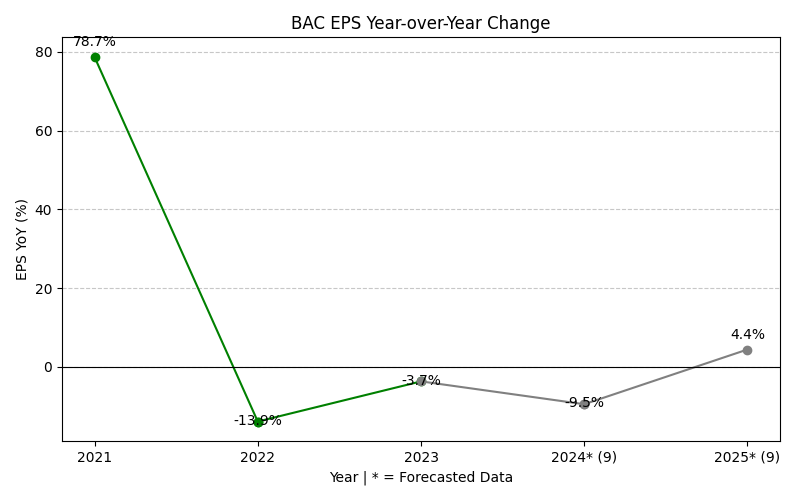 BAC EPS Year-over-Year Change
78.7%
80
60
40
20
0
EPS YoY (%)
4.4%
-3.7%
-9.5%
-13.9%
2021 2022 2023 2024* (9) 2025* (9)
Year | * = Forecasted Data